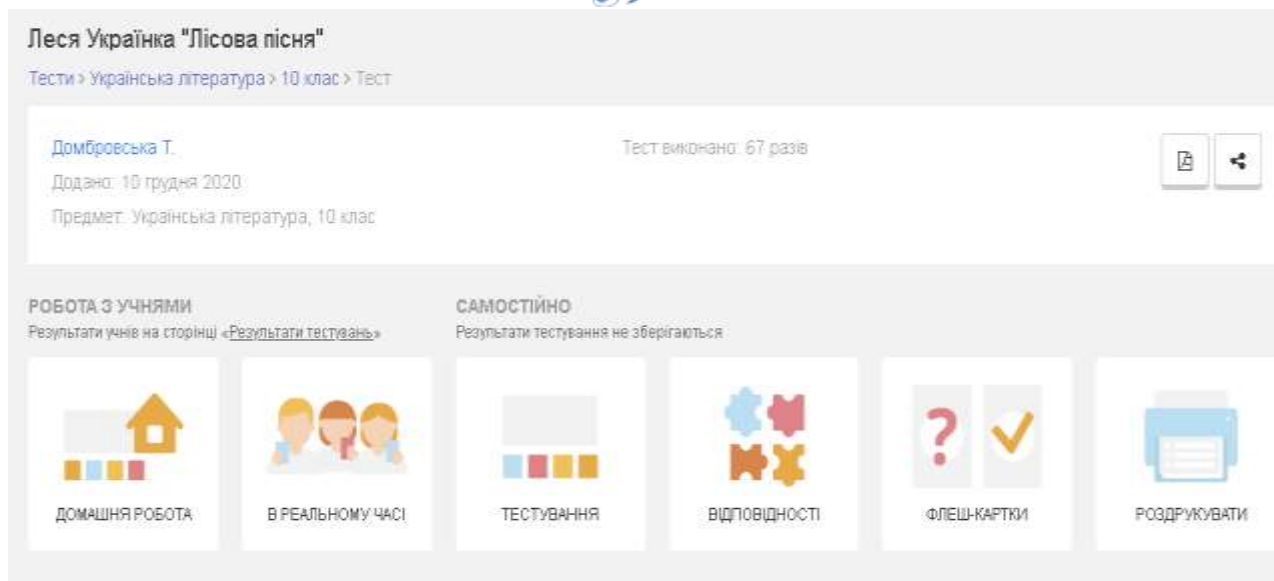 Леся Українка "Лісова пісня"
Тести > Українська література > 10 клас > Тест
Домбровська Т.
Тест виконано: 67 разів
Додано: 10 грудня 2020
Предмет: Українська література, 10 клас
РОБОТА З УЧНЯМИ
Результати учнів на сторінці «Результати тестувань»
САМОСТІЙНО
Результати тестування не зберігаються
ДОМАШНЯ РОБОТА
В РЕАЛЬНОМУ ЧАСІ
ТЕСТУВАННЯ
ВІДПОВІДНОСТІ
ФЛЕШ-КАРТКИ
РОЗДРУКУВАТИ